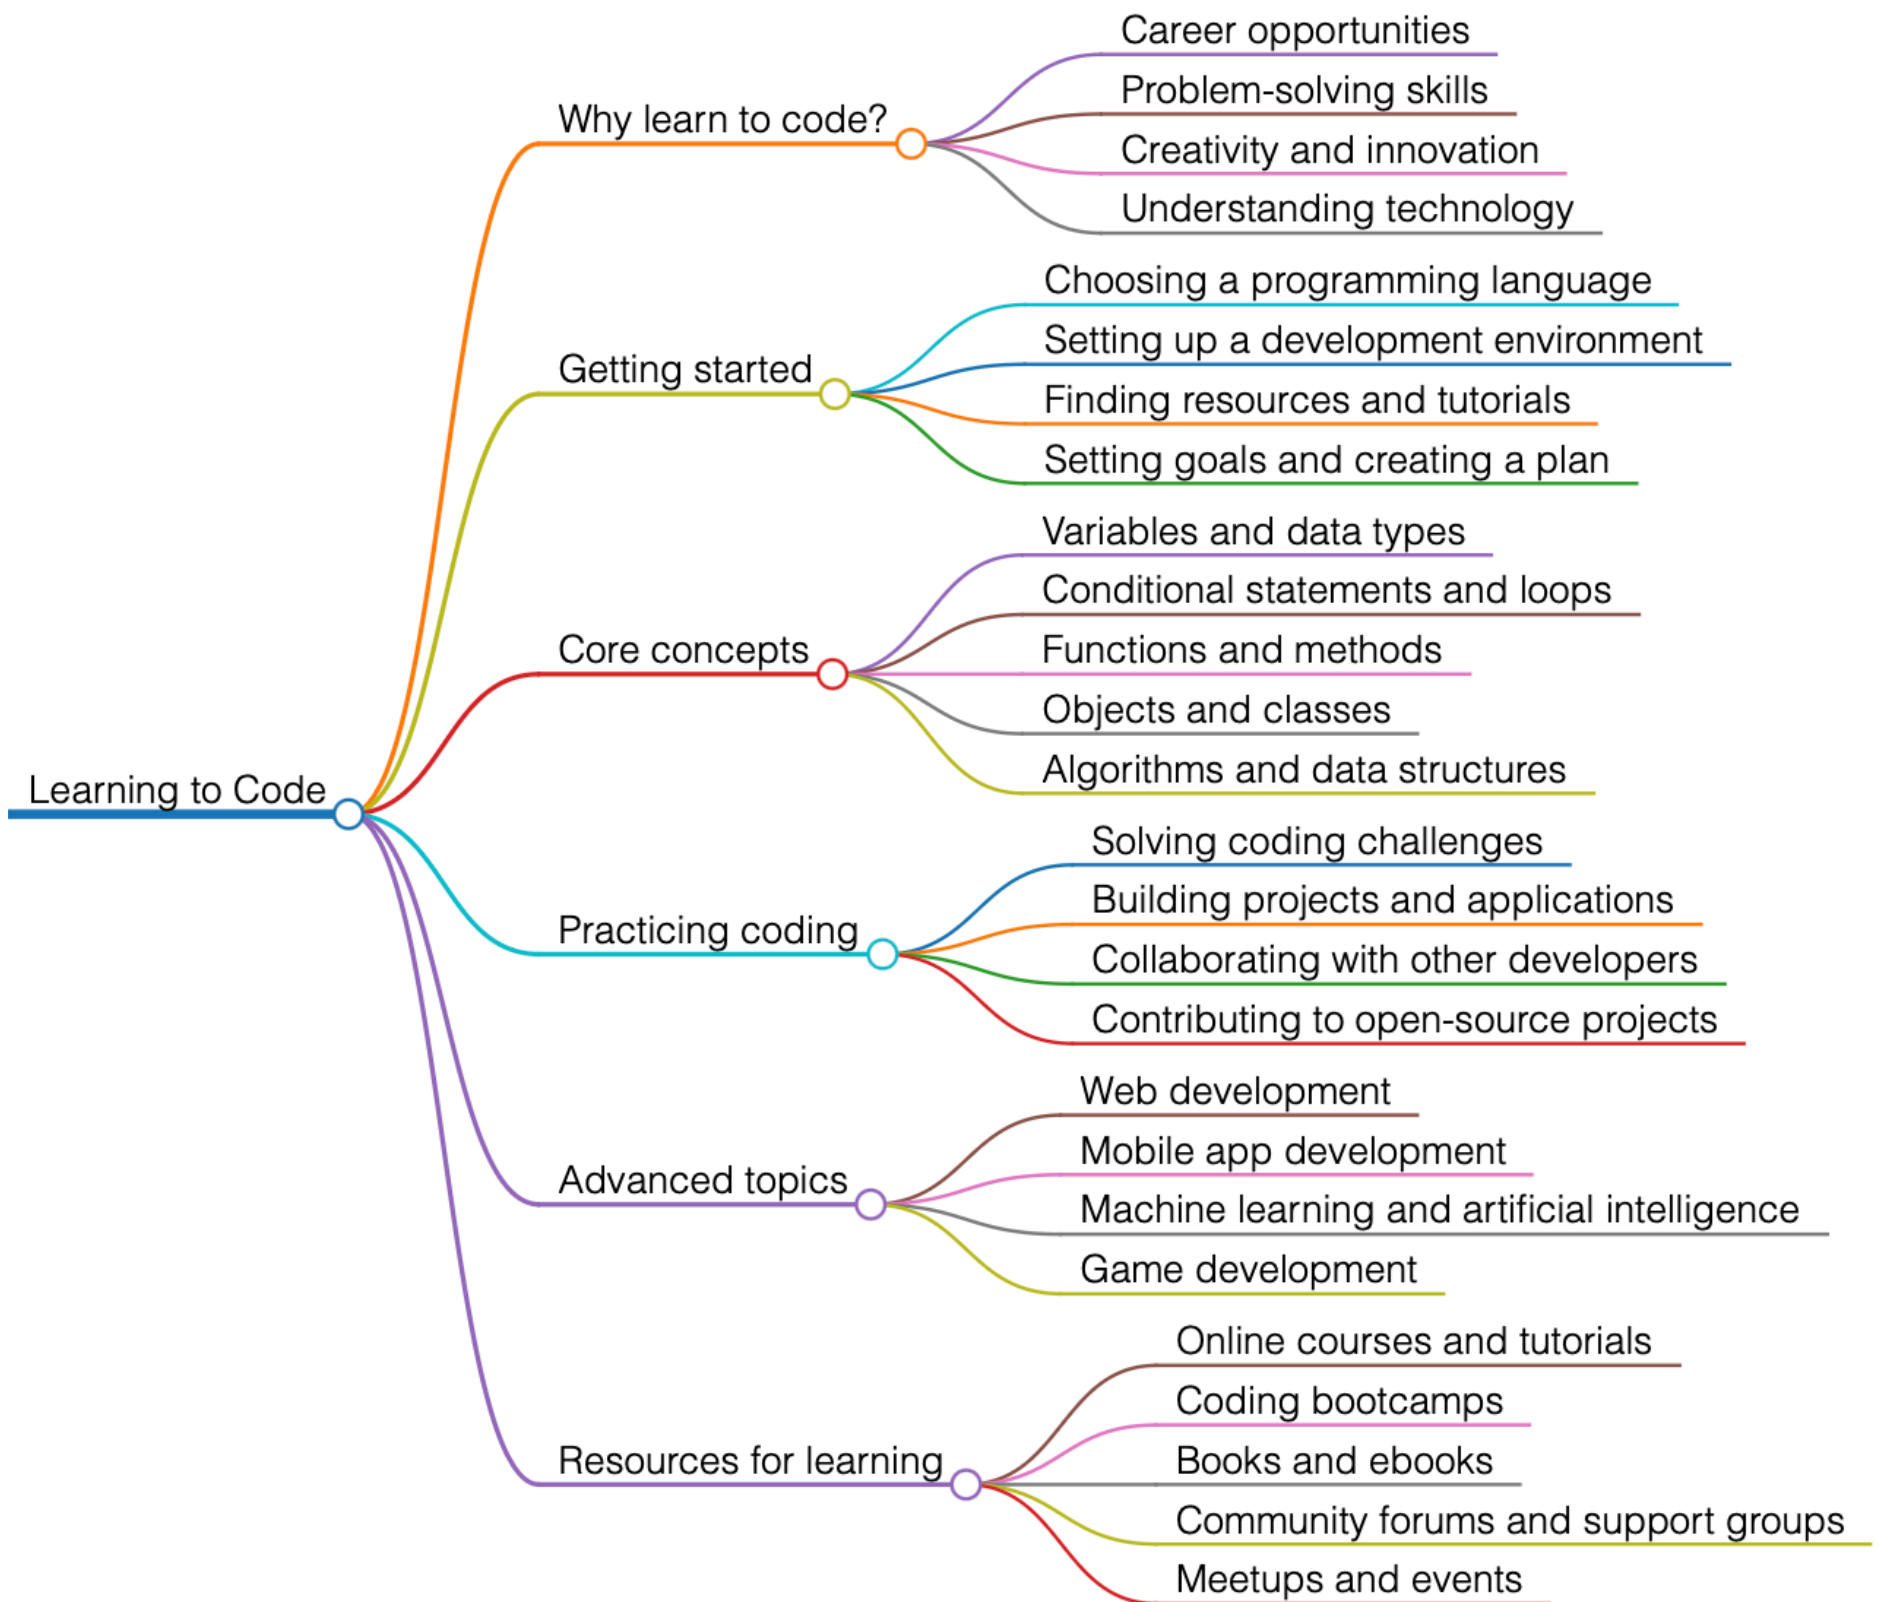 Learning to Code
Why learn to code?
Career opportunities
Problem-solving skills
Creativity and innovation
Understanding technology
Getting started
Choosing a programming language
Setting up a development environment
Finding resources and tutorials
Setting goals and creating a plan
Core concepts
Variables and data types
Conditional statements and loops
Functions and methods
Objects and classes
Algorithms and data structures
Practicing coding
Solving coding challenges
Building projects and applications
Collaborating with other developers
Contributing to open-source projects
Advanced topics
Web development
Mobile app development
Machine learning and artificial intelligence
Game development
Resources for learning
Online courses and tutorials
Coding bootcamps
Books and ebooks
Community forums and support groups
Meetups and events